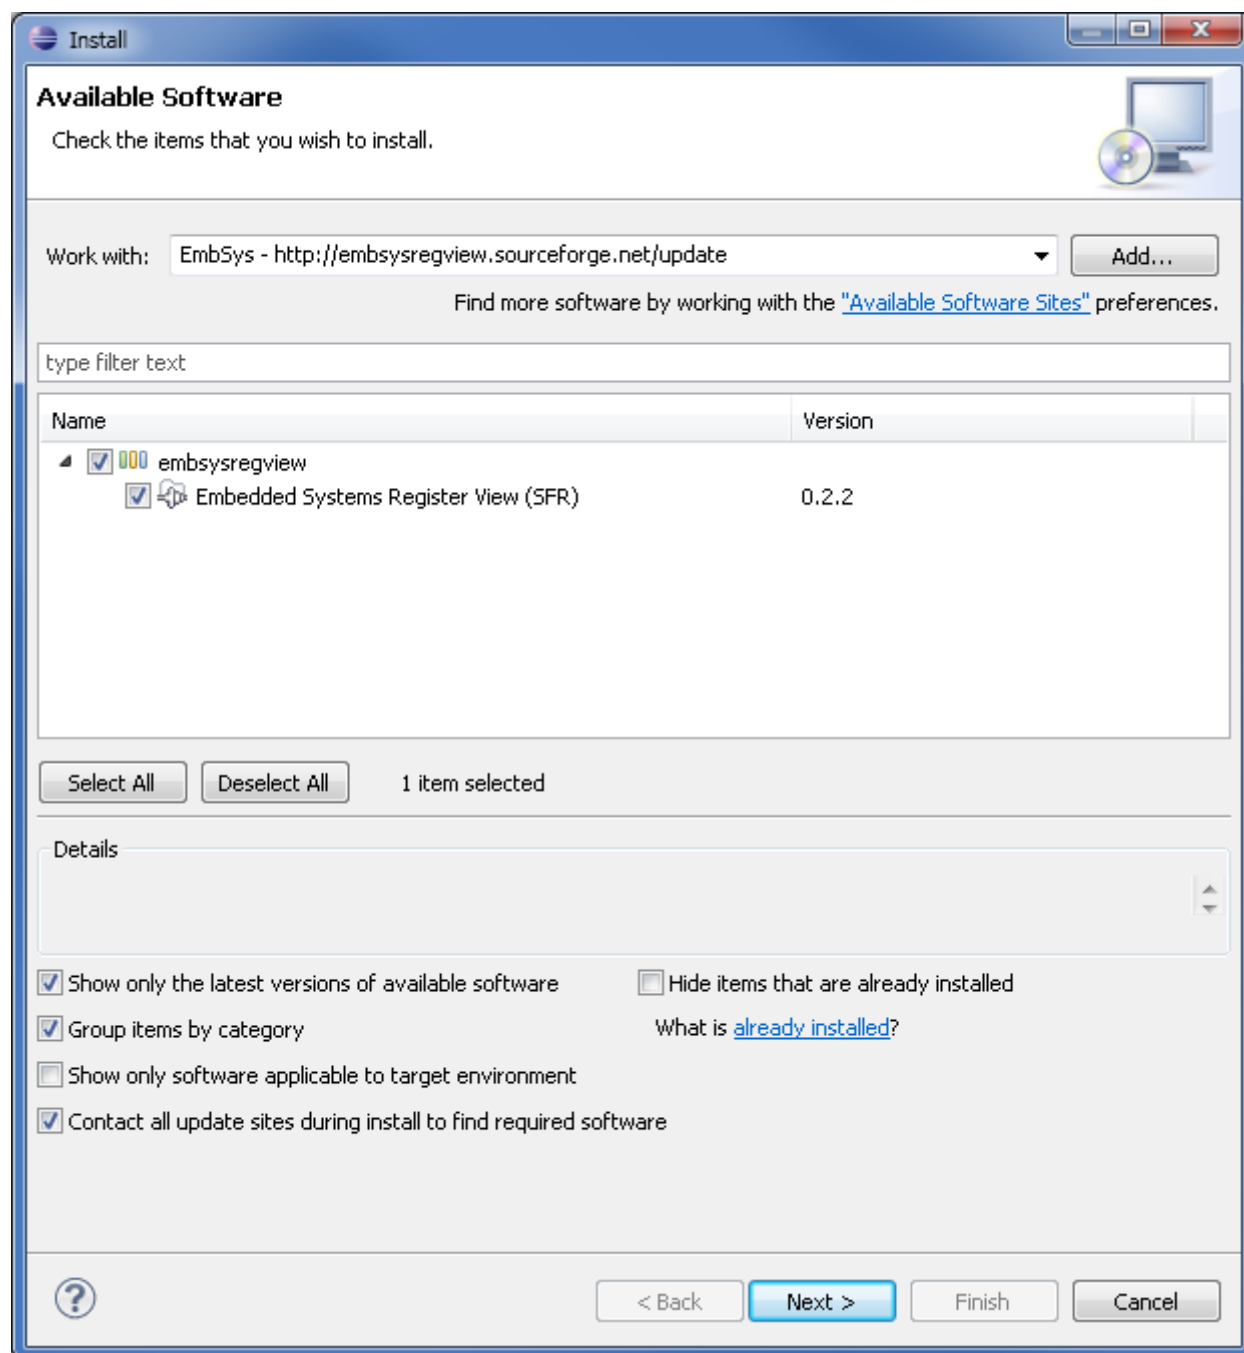 Install
Available Software
Check the items that you wish to install.
Work with: EmbSys - http://embsysregview.sourceforge.net/update Add...
Find more software by working with the "Available Software Sites" preferences.
type filter text
Name Version
embsysregview
Embedded Systems Register View (SFR) 0.2.2
Select All Deselect All 1 item selected
Details
Show only the latest versions of available software Hide items that are already installed
Group items by category What is already installed?
Show only software applicable to target environment
Contact all update sites during install to find required software
? < Back Next > Finish Cancel